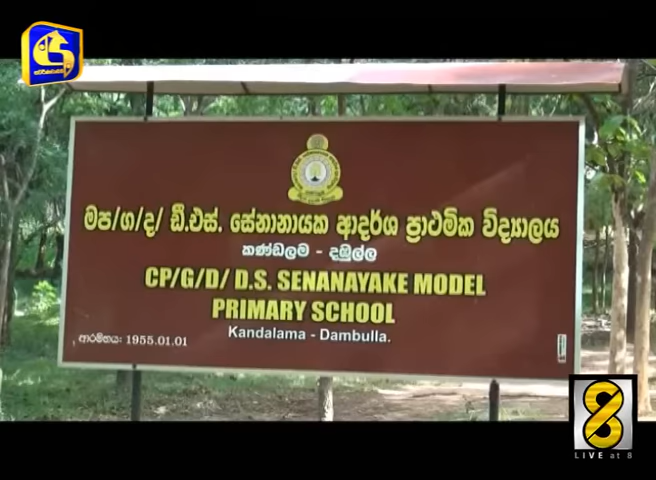 මප/ග/ද/ ඩී.එස්. සේනානායක ආදර්ශ ප්‍රාථමික විද්‍යාලය
කණ්ඩලම - දඹුල්ල
CP/G/D/ D.S. SENANAYAKE MODEL
PRIMARY SCHOOL
Kandalama - Dambulla.
ආරම්භය: 1955.01.01
8
LIVE at 8